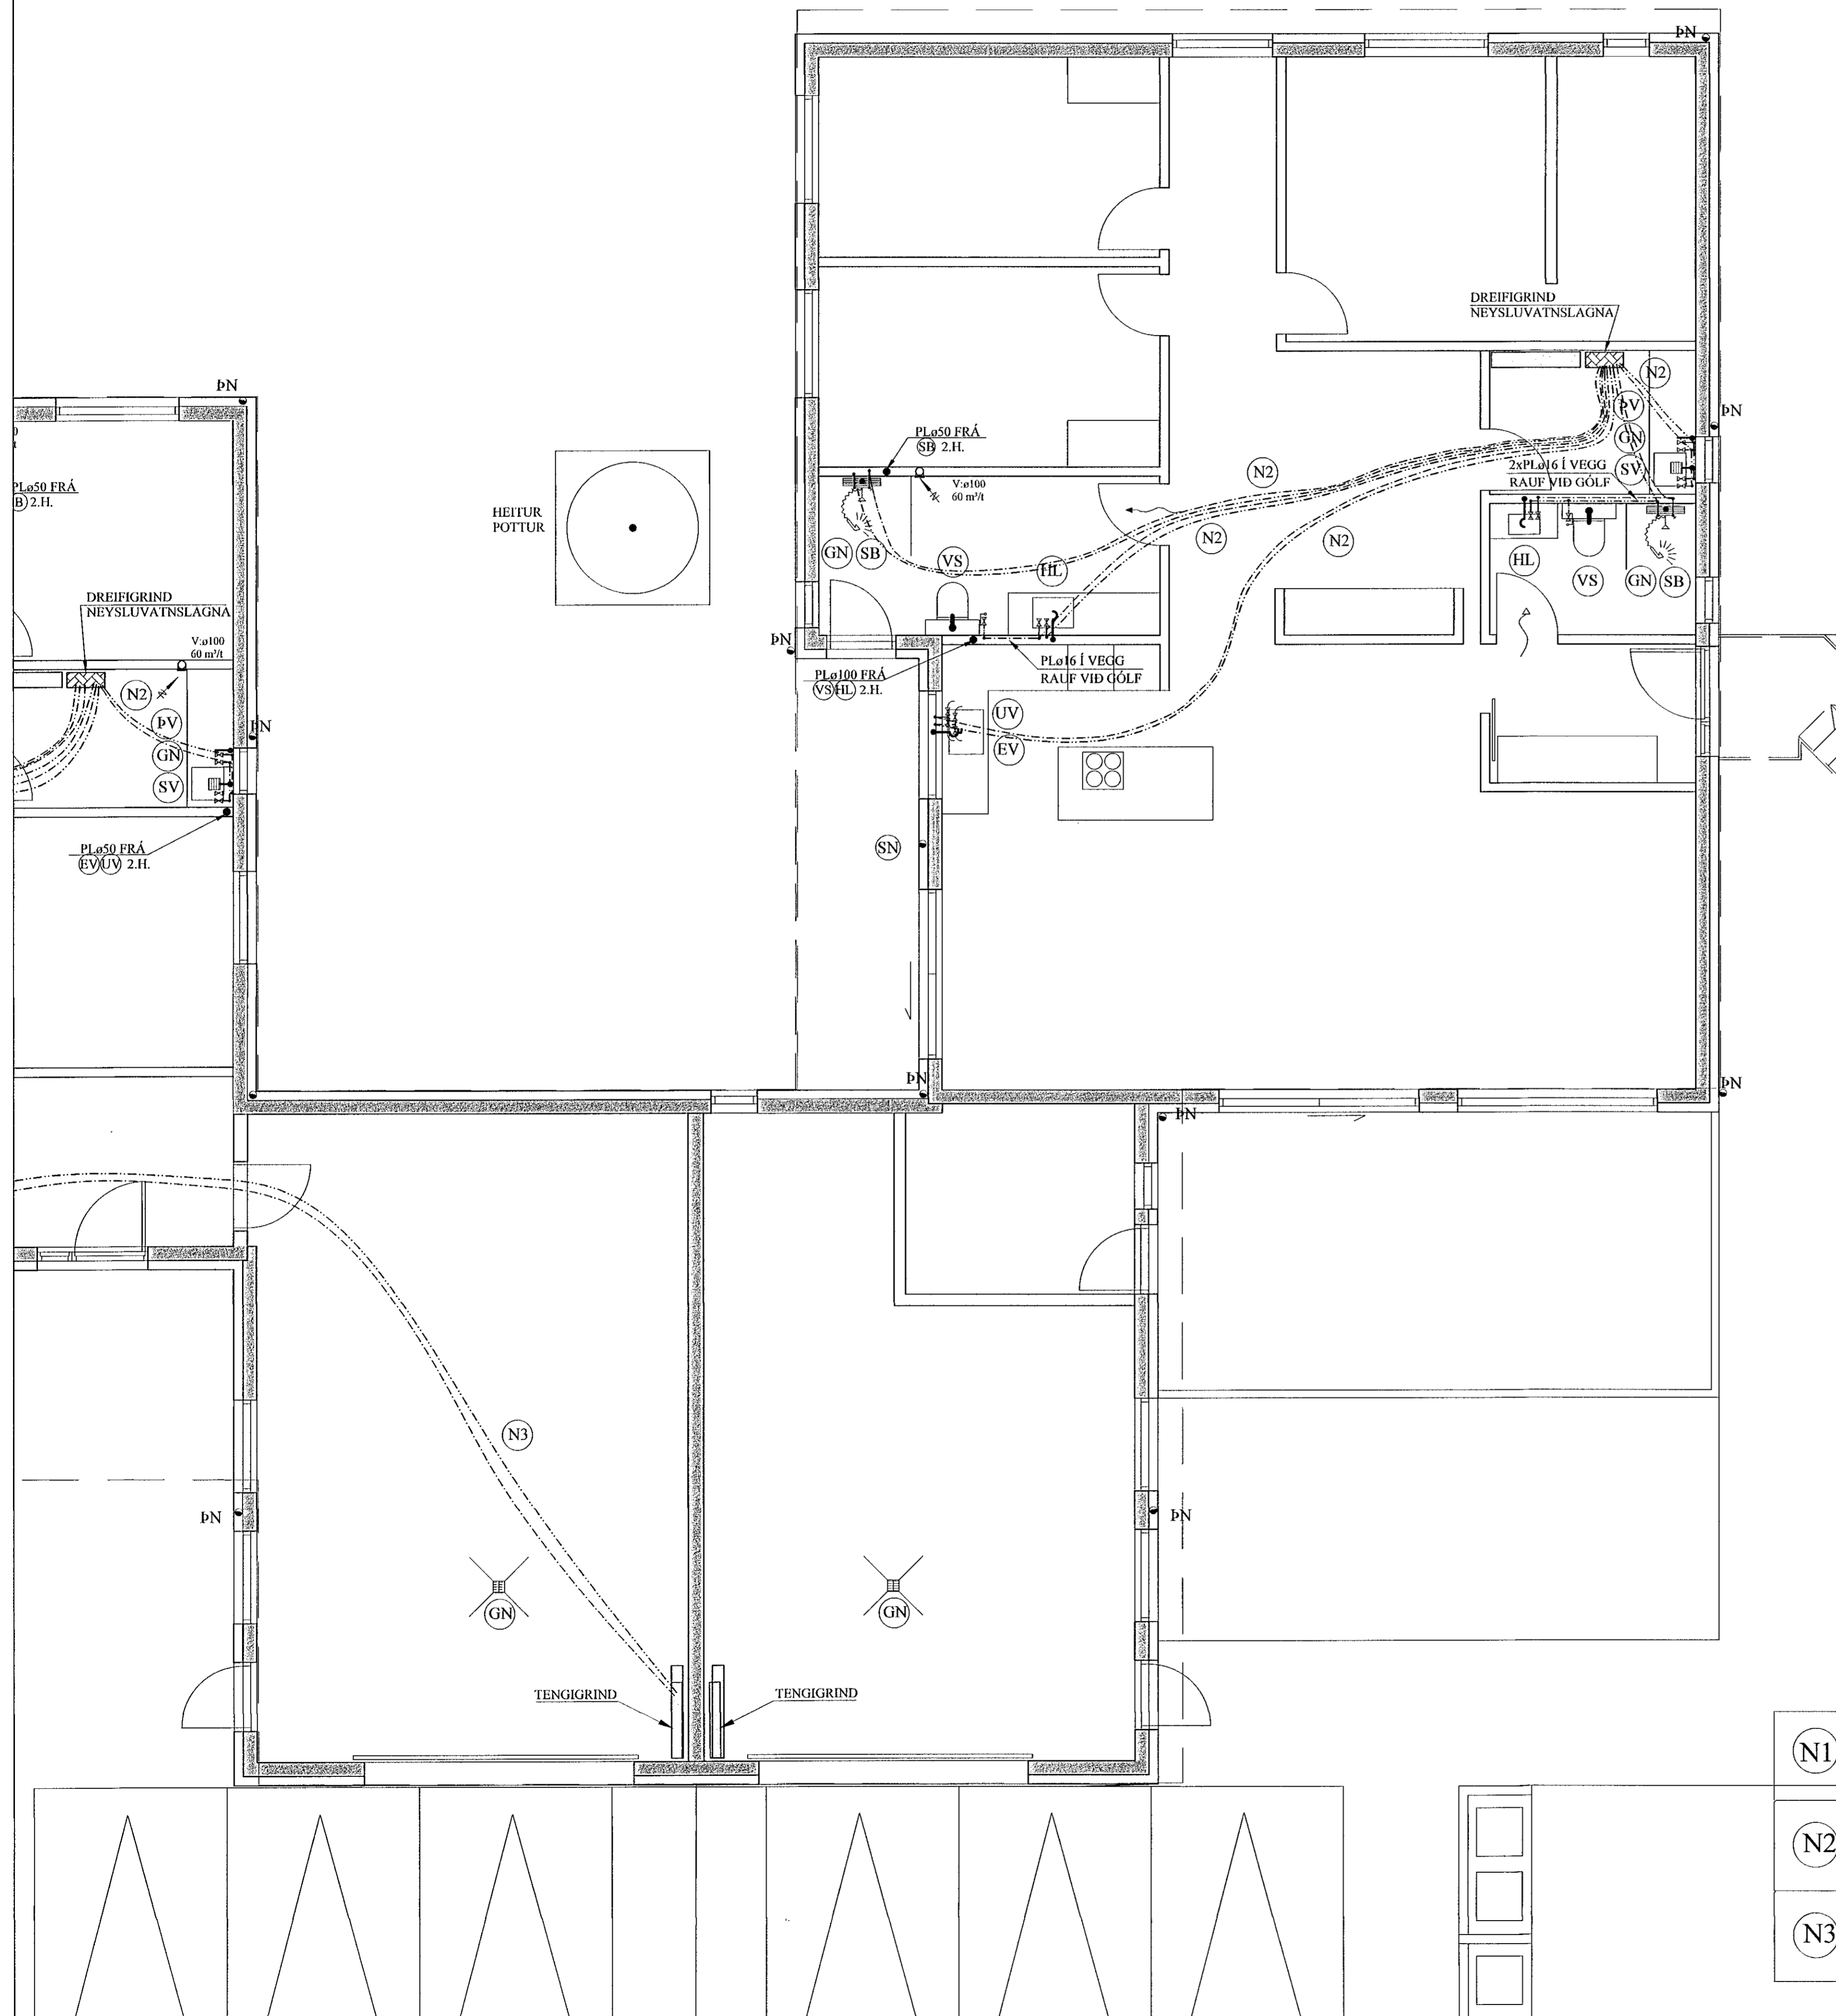 ÞN
DREIFIGRIND
NEYSLUVATNSLAGNA
N2
ÞN
ÞV
ÞN
GN
PLø50 FRÁ
SB 2.H.
N2
2xPLø16 Í VEGG
RAUF VIÐ GÓLF
SV
PLø50 FRÁ
B 2.H.
V:ø100
60 m³/t
HEITUR
POTTUR
N2
N2
GN
SB
VS
HL
HL
VS
GN
SB
DREIFIGRIND
NEYSLUVATNSLAGNA
V:ø100
60 m³/t
ÞN
PLø16 Í VEGG
RAUF VIÐ GÓLF
PLø100 FRÁ
VS HL 2.H.
N2
ÞV
ÞN
GN
SV
UV
EV
PLø50 FRÁ
EV UV 2.H.
SN
ÞN
ÞN
ÞN
N3
ÞN
ÞN
GN
GN
TENGIGRIND
TENGIGRIND
N1
N2
N3